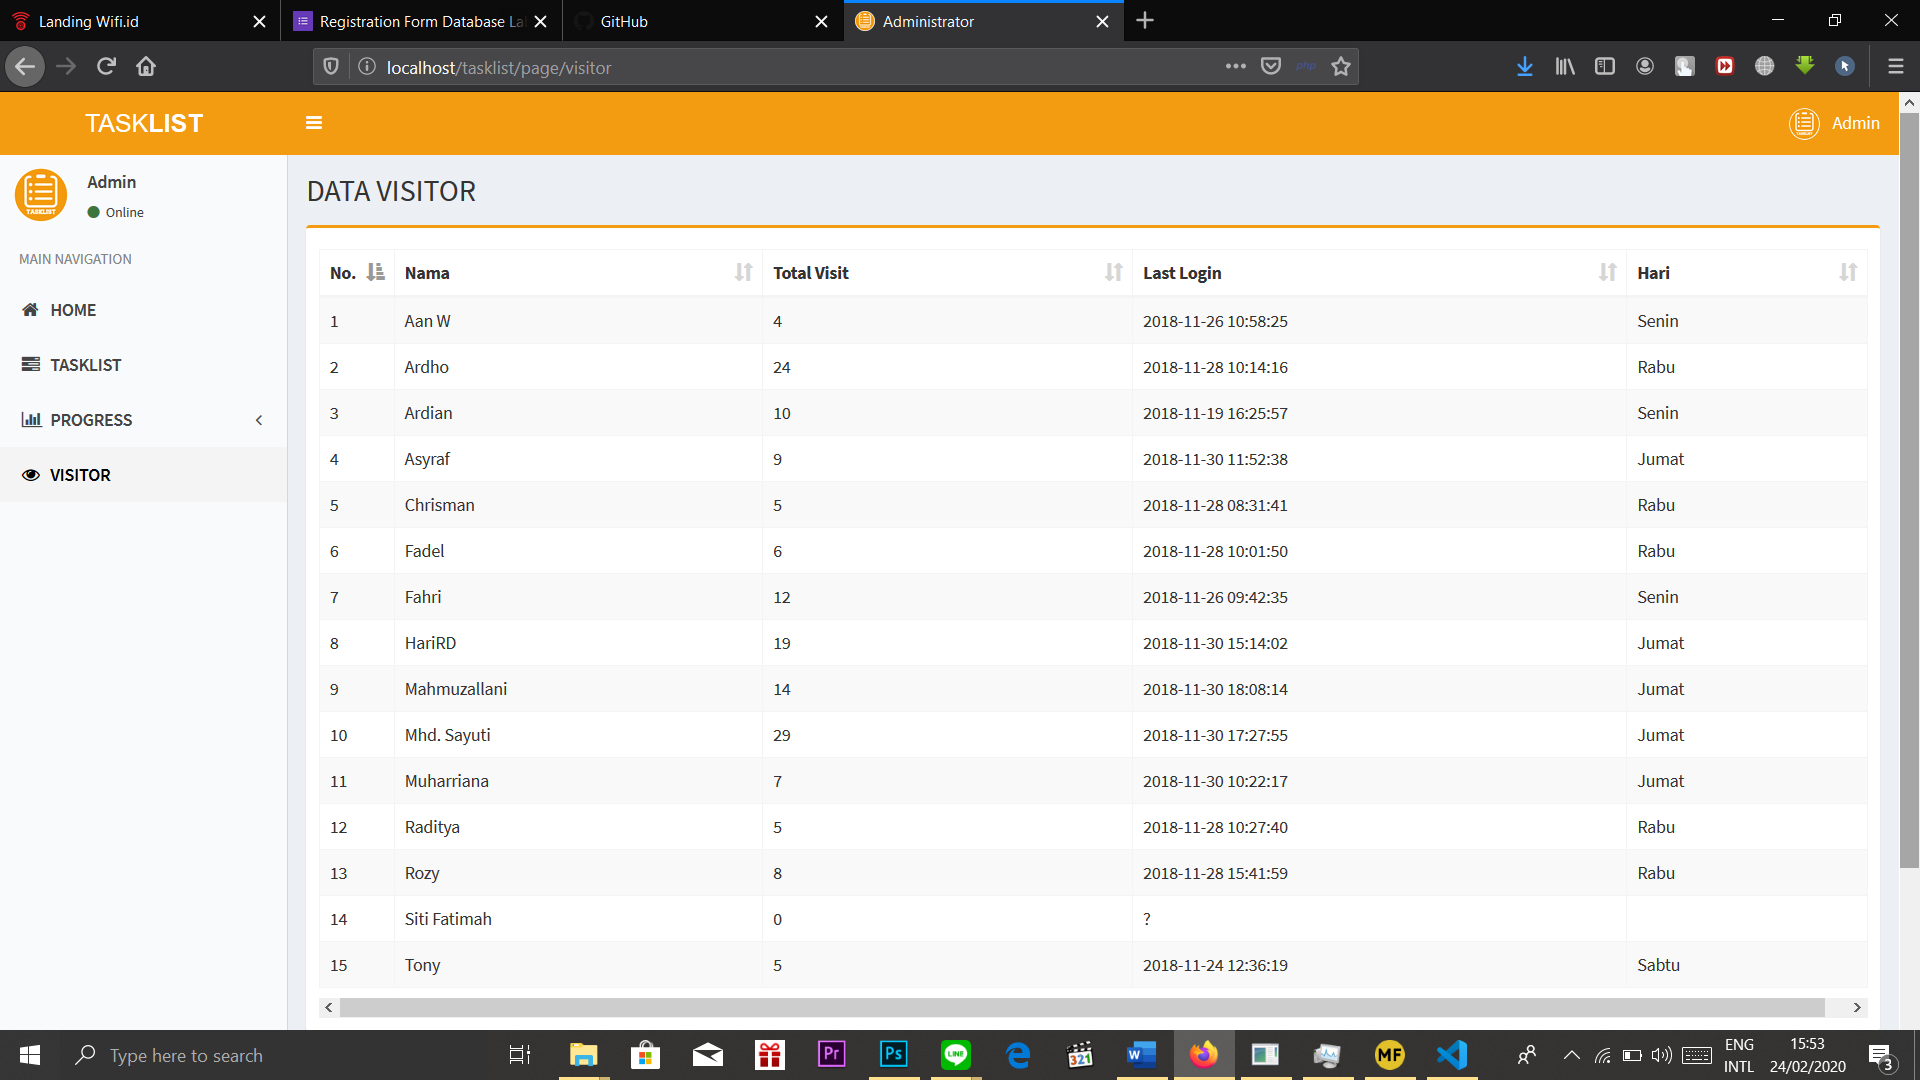 Landing Wifi.id
Registration Form Database La
GitHub
Administrator
localhost/tasklist/page/visitor
php
TASKLIST
Admin
Admin
Online
MAIN NAVIGATION
HOME
TASKLIST
PROGRESS
VISITOR
DATA VISITOR
No. Nama Total Visit Last Login Hari
1 Aan W 4 2018-11-26 10:58:25 Senin
2 Ardho 24 2018-11-28 10:14:16 Rabu
3 Ardian 10 2018-11-19 16:25:57 Senin
4 Asyraf 9 2018-11-30 11:52:38 Jumat
5 Chrisman 5 2018-11-28 08:31:41 Rabu
6 Fadel 6 2018-11-28 10:01:50 Rabu
7 Fahri 12 2018-11-26 09:42:35 Senin
8 HariRD 19 2018-11-30 15:14:02 Jumat
9 Mahmuzallani 14 2018-11-30 18:08:14 Jumat
10 Mhd. Sayuti 29 2018-11-30 17:27:55 Jumat
11 Muharriana 7 2018-11-30 10:22:17 Jumat
12 Raditya 5 2018-11-28 10:27:40 Rabu
13 Rozy 8 2018-11-28 15:41:59 Rabu
14 Siti Fatimah 0 ?
15 Tony 5 2018-11-24 12:36:19 Sabtu
Type here to search
Pr
Ps
LINE
321
W
MF
ENG
INTL
15:53
24/02/2020
3